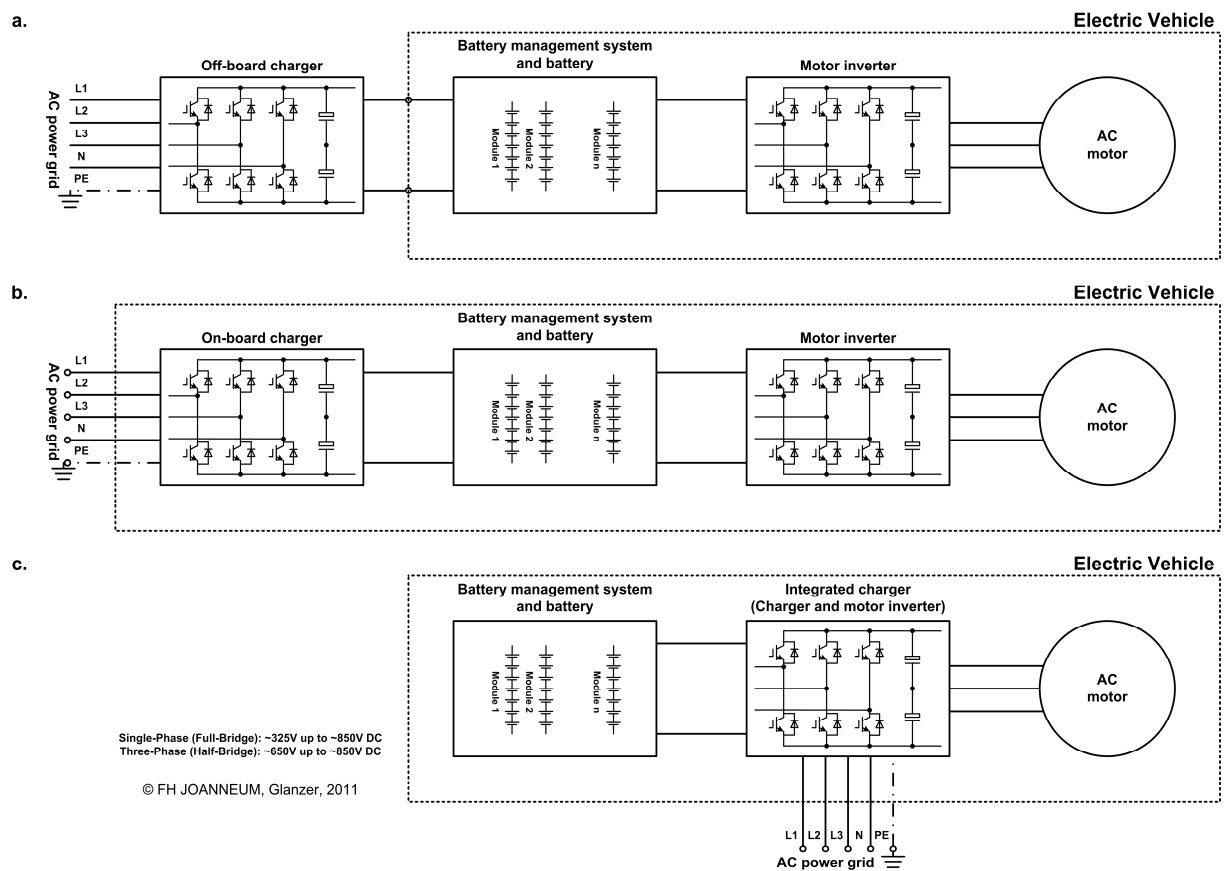 a.
Electric Vehicle
Battery management system
and battery
Off-board charger
Motor inverter
AC power grid
L1
L2
L3
N
PE
Module 1
Module 2
Module n
AC
motor
b.
Electric Vehicle
Battery management system
and battery
On-board charger
Motor inverter
AC power grid
L1
L2
L3
N
PE
Module 1
Module 2
Module n
AC
motor
c.
Electric Vehicle
Battery management system
and battery
Integrated charger
(Charger and motor inverter)
Module 1
Module 2
Module n
AC
motor
Single-Phase (Full-Bridge): ~325V up to ~850V DC
Three-Phase (Half-Bridge): ~650V up to ~850V DC
© FH JOANNEUM, Glanzer, 2011
L1 L2 L3 N PE
AC power grid